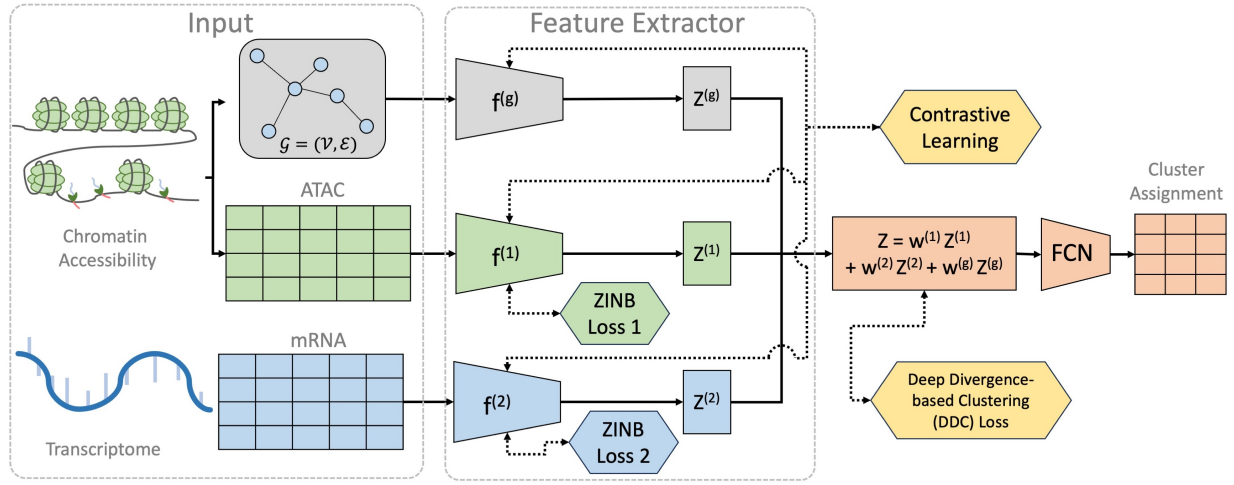 Input
Feature Extractor
𝒢 = (𝒱, ℰ)
f(g)
Z(g)
Contrastive
Learning
Chromatin
Accessibility
ATAC
f(1)
Z(1)
ZINB
Loss 1
Z = w(1) Z(1)
+ w(2) Z(2) + w(g) Z(g)
FCN
Cluster
Assignment
Transcriptome
mRNA
f(2)
Z(2)
ZINB
Loss 2
Deep Divergence-
based Clustering
(DDC) Loss